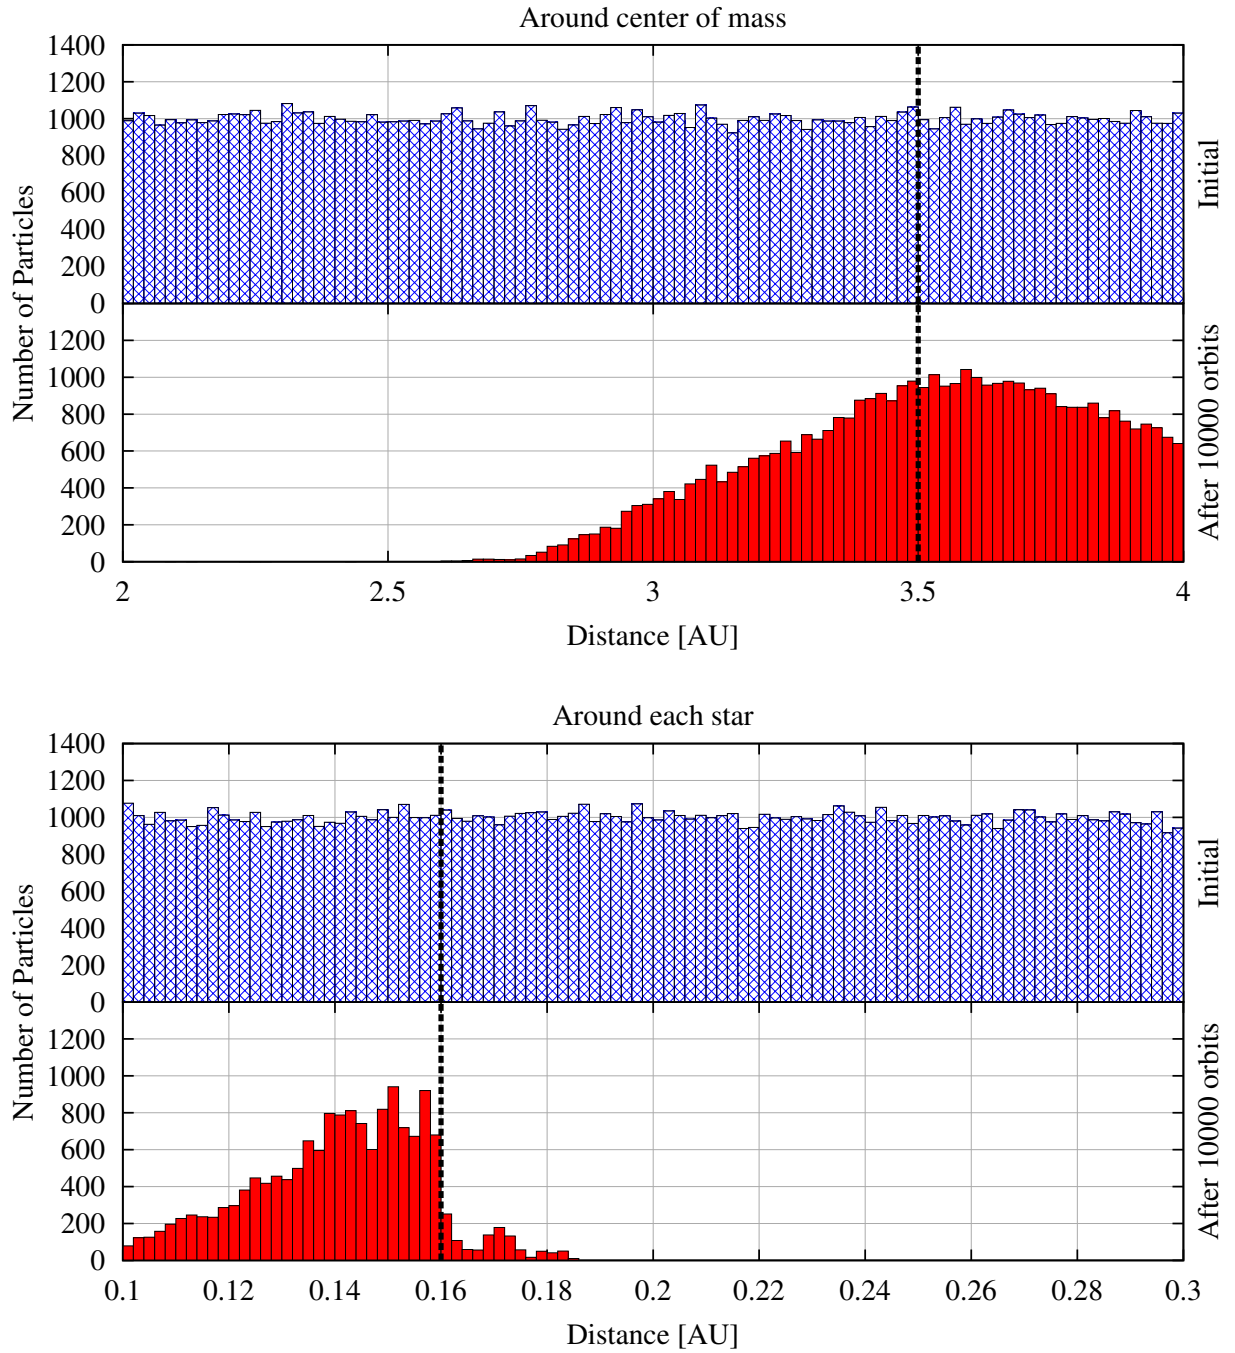 Around center of mass
1400
1200
1000
800
600
400
200
0
Initial
Number of Particles
1200
1000
800
600
400
200
0
After 10000 orbits
2 2.5 3 3.5 4
Distance [AU]
Around each star
1400
1200
1000
800
600
400
200
0
Initial
Number of Particles
1200
1000
800
600
400
200
0
After 10000 orbits
0.1 0.12 0.14 0.16 0.18 0.2 0.22 0.24 0.26 0.28 0.3
Distance [AU]